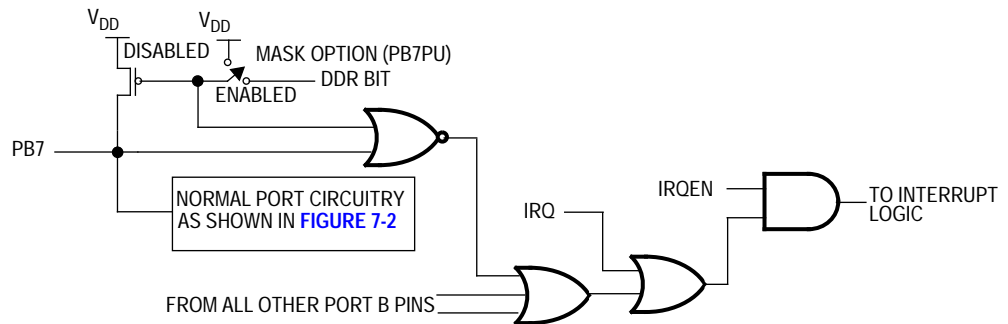 VDD
VDD
DISABLED
MASK OPTION (PB7PU)
DDR BIT
ENABLED
PB7
NORMAL PORT CIRCUITRY
AS SHOWN IN FIGURE 7-2
IRQ
IRQEN
TO INTERRUPT
LOGIC
FROM ALL OTHER PORT B PINS